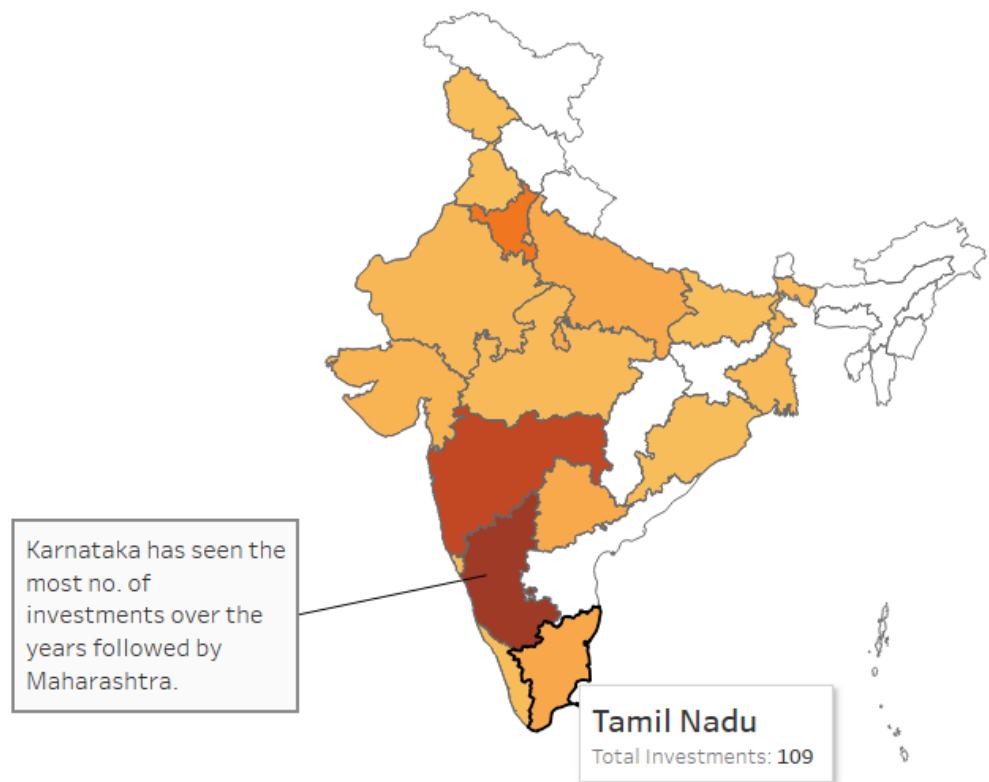 Karnataka has seen the
most no. of
investments over the
years followed by
Maharashtra.
Tamil Nadu
Total Investments: 109